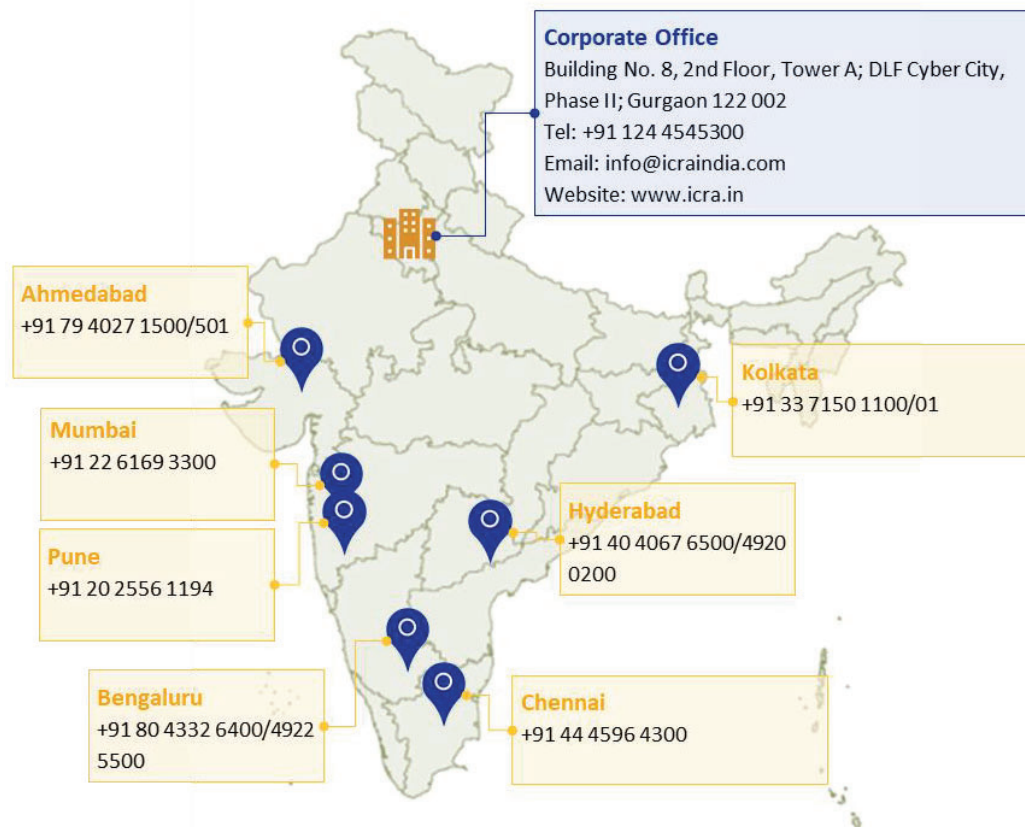 Corporate Office
Building No. 8, 2nd Floor, Tower A; DLF Cyber City,
Phase II; Gurgaon 122 002
Tel: +91 124 4545300
Email: info@icraindia.com
Website: www.icra.in
Ahmedabad
+91 79 4027 1500/501
Kolkata
+91 33 7150 1100/01
Mumbai
+91 22 6169 3300
Hyderabad
+91 40 4067 6500/4920
0200
Pune
+91 20 2556 1194
Bengaluru
+91 80 4332 6400/4922
5500
Chennai
+91 44 4596 4300